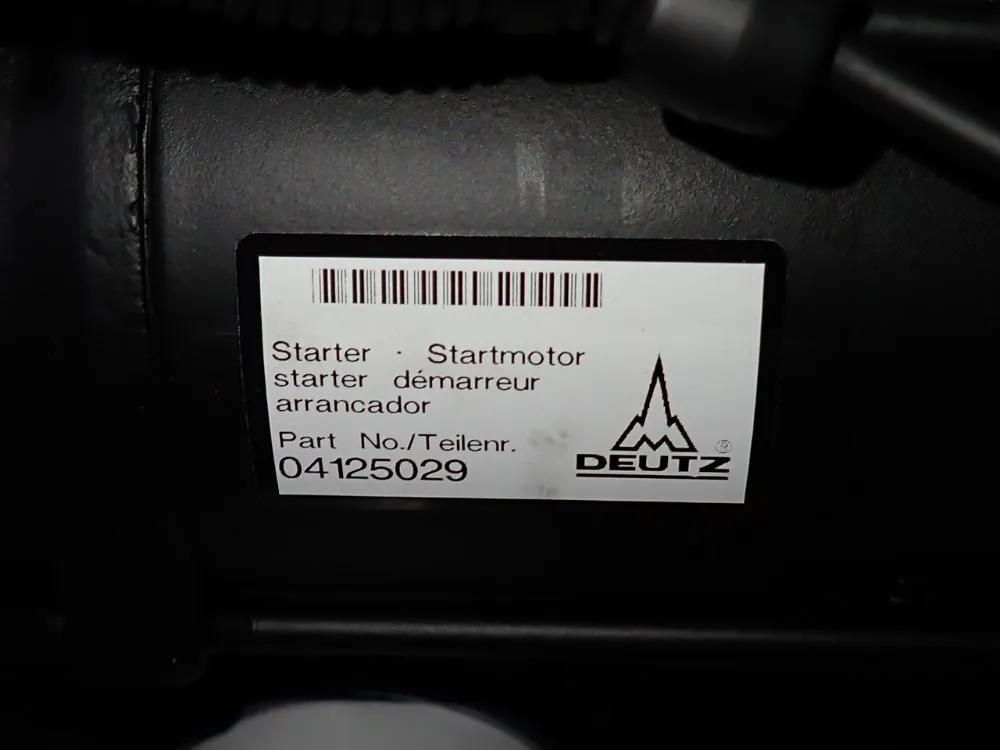 Starter · Startmotor
starter démarreur
arrancador
Part No./Teilenr.
04125029
DEUTZ ®